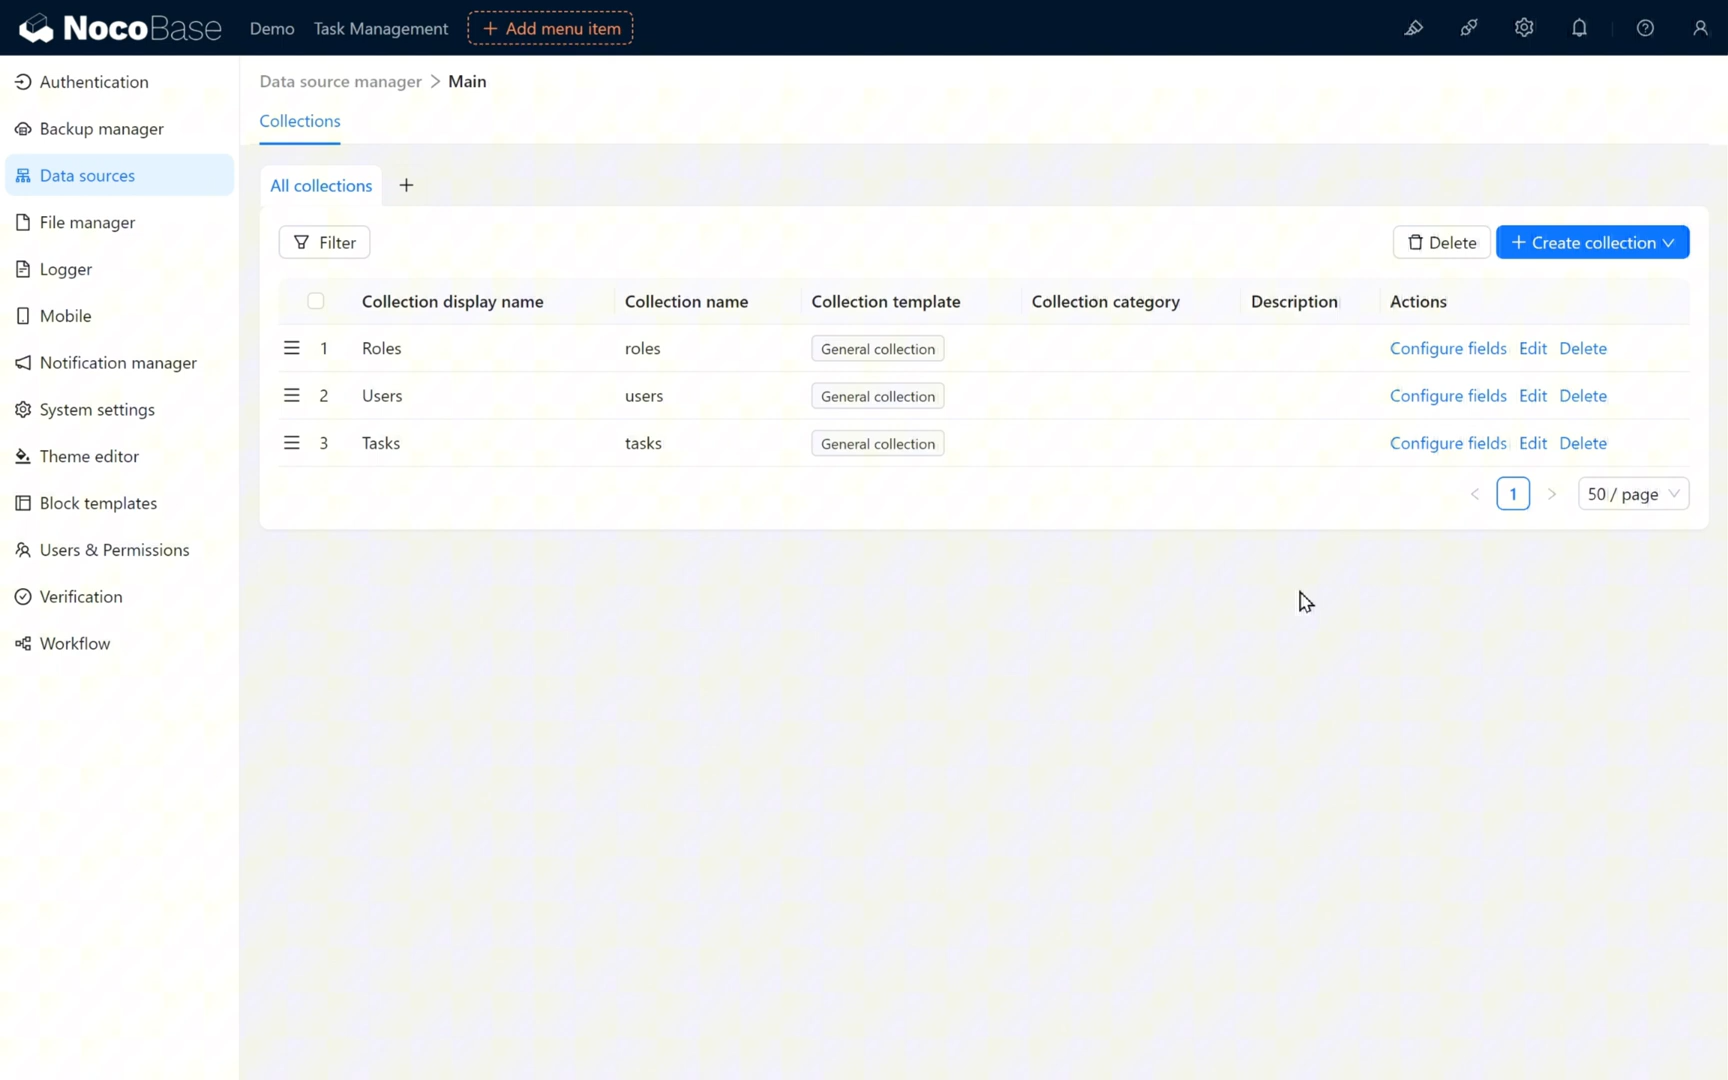 NocoBase Demo Task Management + Add menu item
Authentication
Backup manager
Data sources
File manager
Logger
Mobile
Notification manager
System settings
Theme editor
Block templates
Users & Permissions
Verification
Workflow
Data source manager > Main
Collections
All collections +
Filter Delete + Create collection
Collection display name Collection name Collection template Collection category Description Actions
1 Roles roles General collection Configure fields Edit Delete
2 Users users General collection Configure fields Edit Delete
3 Tasks tasks General collection Configure fields Edit Delete
< 1 > 50 / page